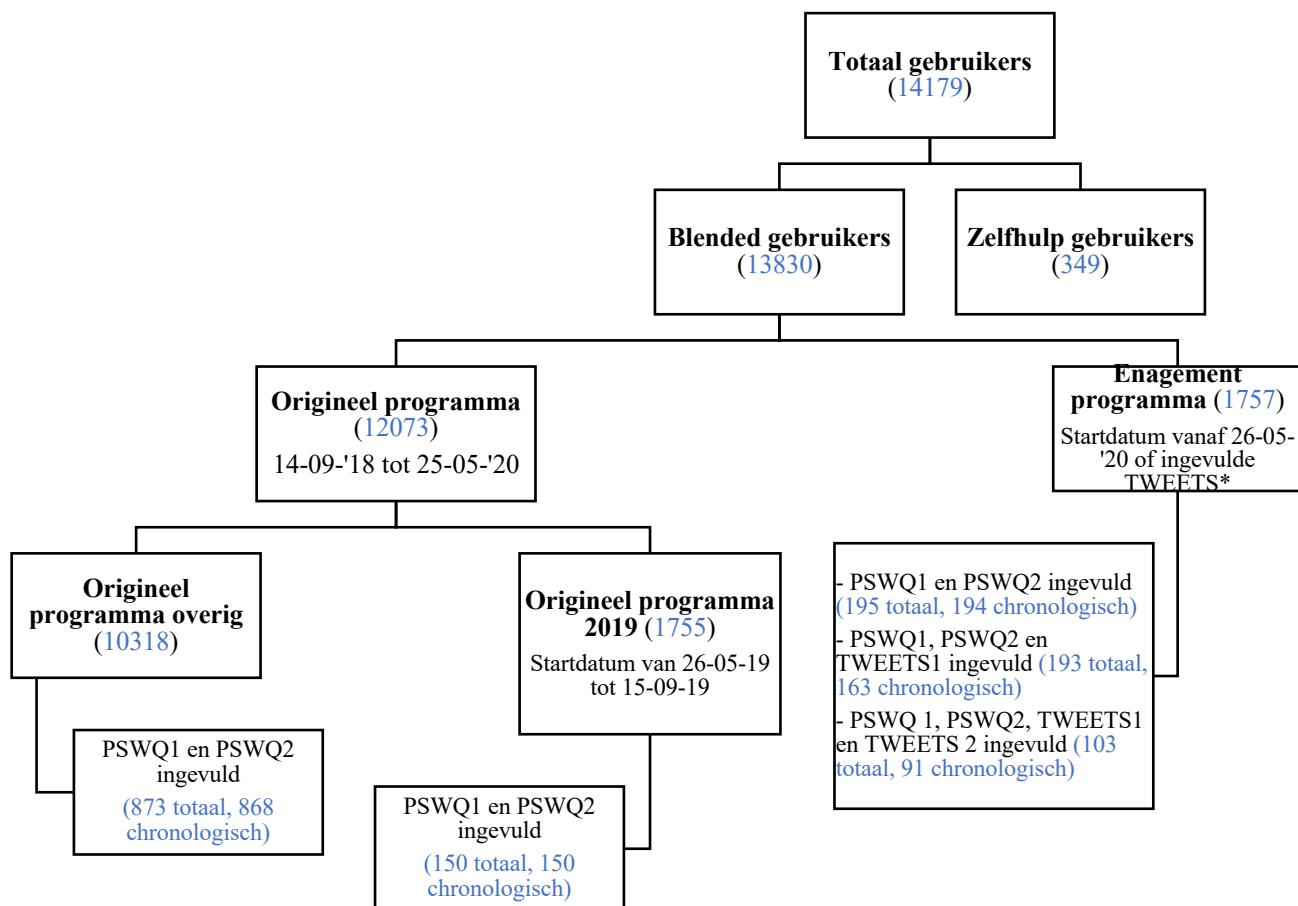 Totaal gebruikers
(14179)
Blended gebruikers
(13830)
Zelfhulp gebruikers
(349)
Origineel programma
(12073)
14-09-'18 tot 25-05-'20
Enagement
programma (1757)
Startdatum vanaf 26-05-
'20 of ingevulde
TWEETS*
Origineel
programma overig
(10318)
Origineel programma
2019 (1755)
Startdatum van 26-05-19
tot 15-09-19
- PSWQ1 en PSWQ2 ingevuld
(195 totaal, 194 chronologisch)
- PSWQ1, PSWQ2 en
TWEETS1 ingevuld (193 totaal,
163 chronologisch)
- PSWQ 1, PSWQ2, TWEETS1
en TWEETS 2 ingevuld (103
totaal, 91 chronologisch)
PSWQ1 en PSWQ2
ingevuld
(873 totaal, 868
chronologisch)
PSWQ1 en PSWQ2
ingevuld
(150 totaal, 150
chronologisch)